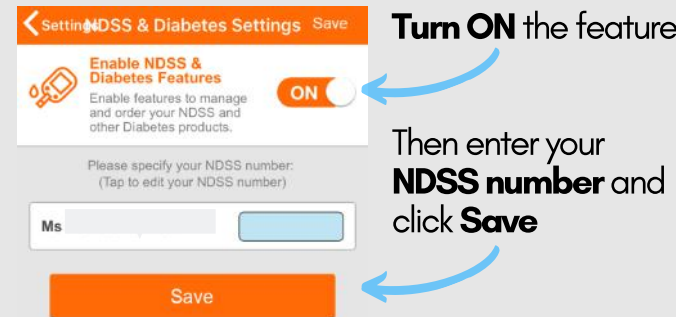 Settings
NDSS & Diabetes Settings
Save
Turn ON the feature
Enable NDSS &
Diabetes Features
Enable features to manage
and order your NDSS and
other Diabetes products.
ON
Please specify your NDSS number:
(Tap to edit your NDSS number)
Ms
Then enter your
NDSS number and
click Save
Save